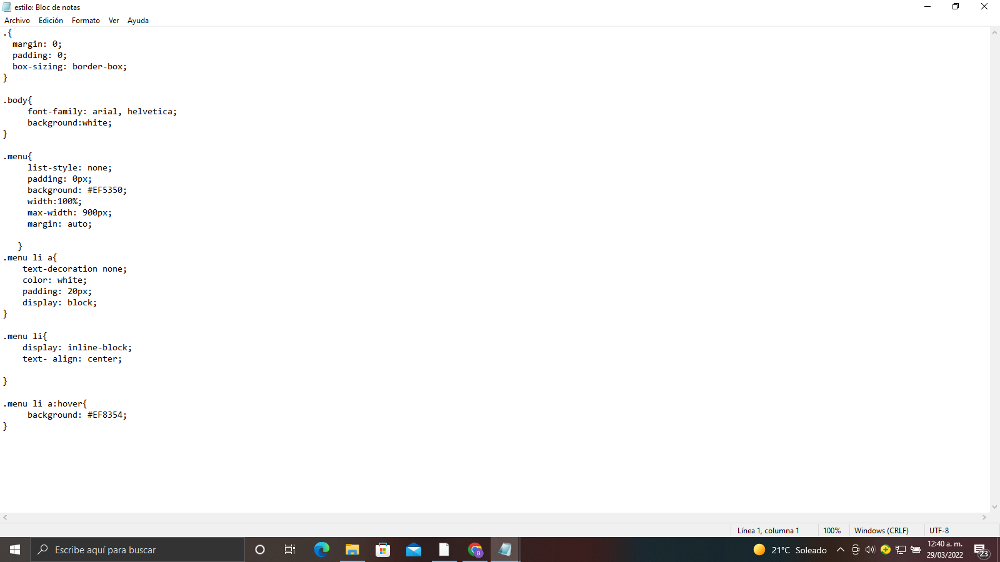 estilo: Bloc de notas
Archivo Edición Formato Ver Ayuda
.{
margin: 0;
padding: 0;
box-sizing: border-box;
}
.body{
font-family: arial, helvetica;
background:white;
}
.menu{
list-style: none;
padding: 0px;
background: #EF5350;
width:100%;
max-width: 900px;
margin: auto;
}
.menu li a{
text-decoration none;
color: white;
padding: 20px;
display: block;
}
.menu li{
display: inline-block;
text- align: center;
}
.menu li a:hover{
background: #EF8354;
}
Línea 1, columna 1 100% Windows (CRLF) UTF-8
Escribe aquí para buscar
B
21°C Soleado
12:40 a. m.
29/03/2022
23